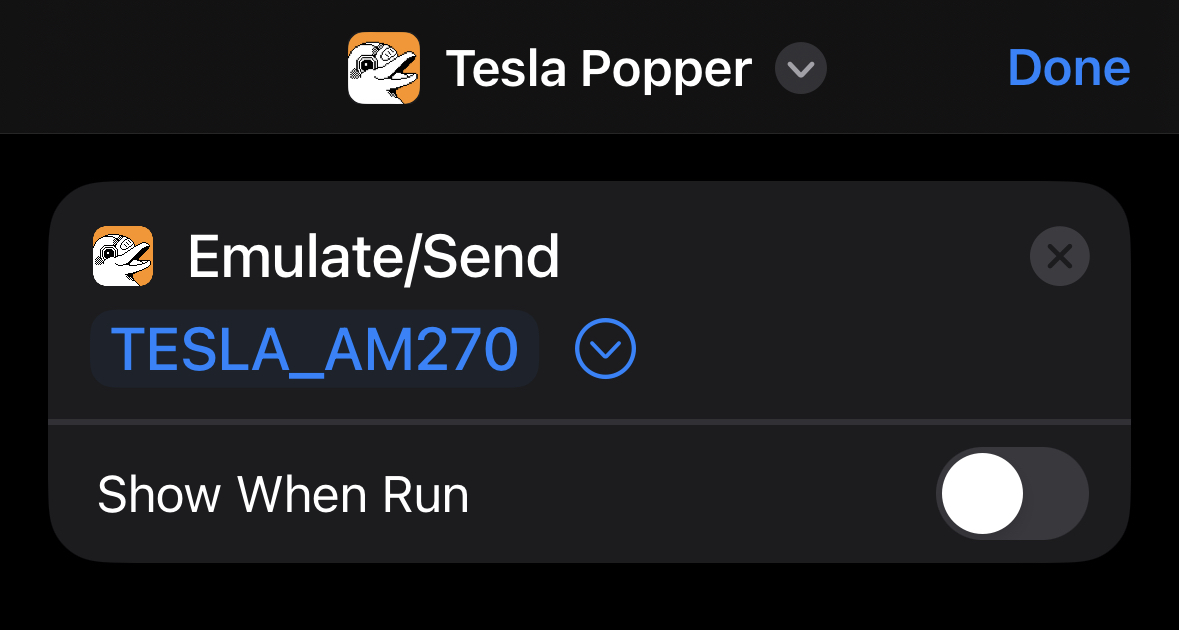 Tesla Popper
Done
Emulate/Send
TESLA_AM270
Show When Run